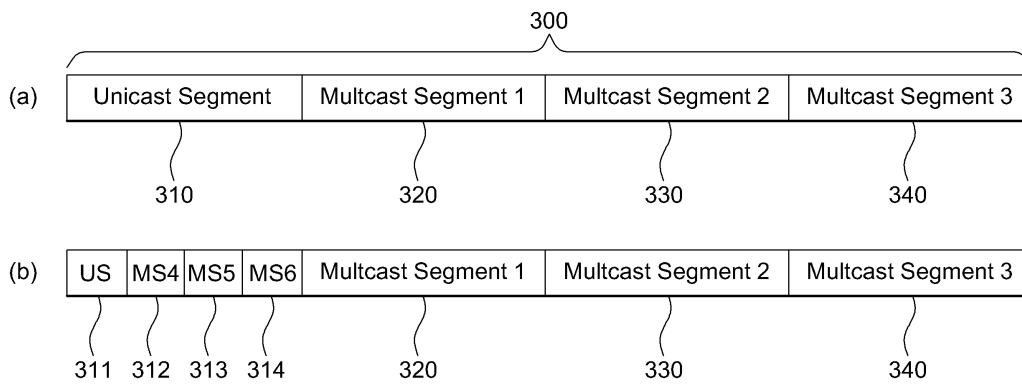 300
(a) Unicast Segment Multcast Segment 1 Multcast Segment 2 Multcast Segment 3
310 320 330 340
(b) US MS4 MS5 MS6 Multcast Segment 1 Multcast Segment 2 Multcast Segment 3
311 312 313 314 320 330 340